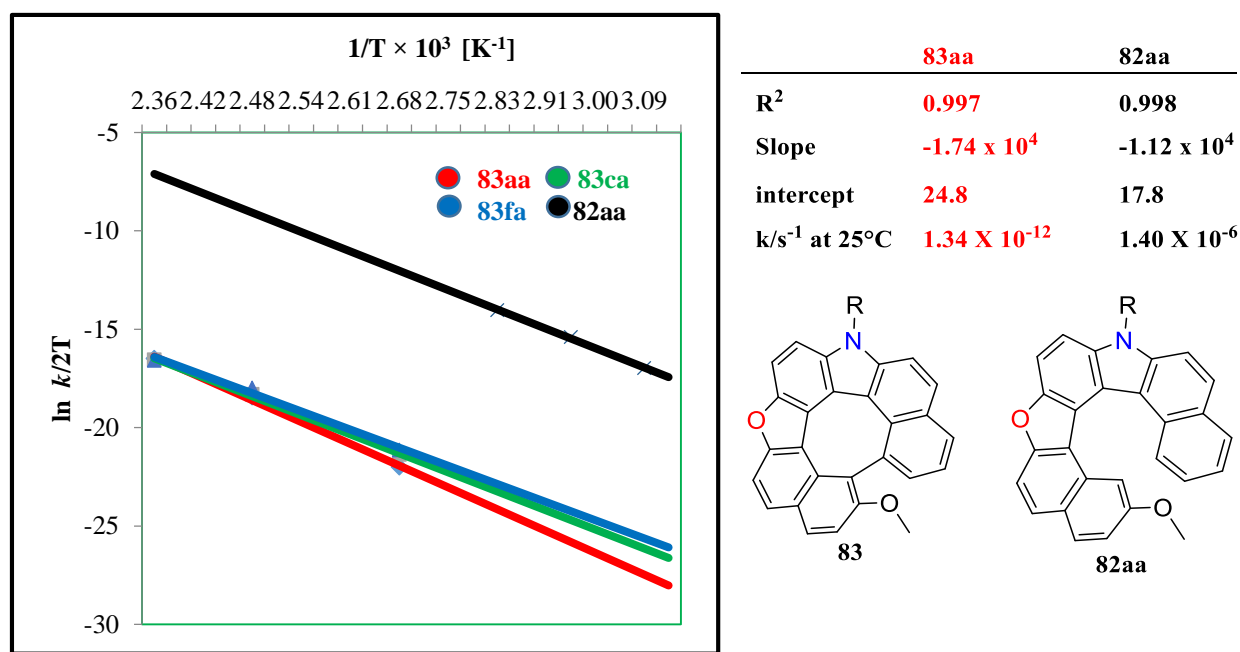 1/T × 10³ [K⁻¹]
2.36 2.42 2.48 2.54 2.61 2.68 2.75 2.83 2.91 3.00 3.09
-5
-10
-15
-20
-25
-30
ln k/2T
83aa 83ca
83fa 82aa
83aa 82aa
R² 0.997 0.998
Slope -1.74 x 10⁴ -1.12 x 10⁴
intercept 24.8 17.8
k/s⁻¹ at 25°C 1.34 X 10⁻¹² 1.40 X 10⁻⁶
R
N
O
O
83
R
N
O
O
82aa